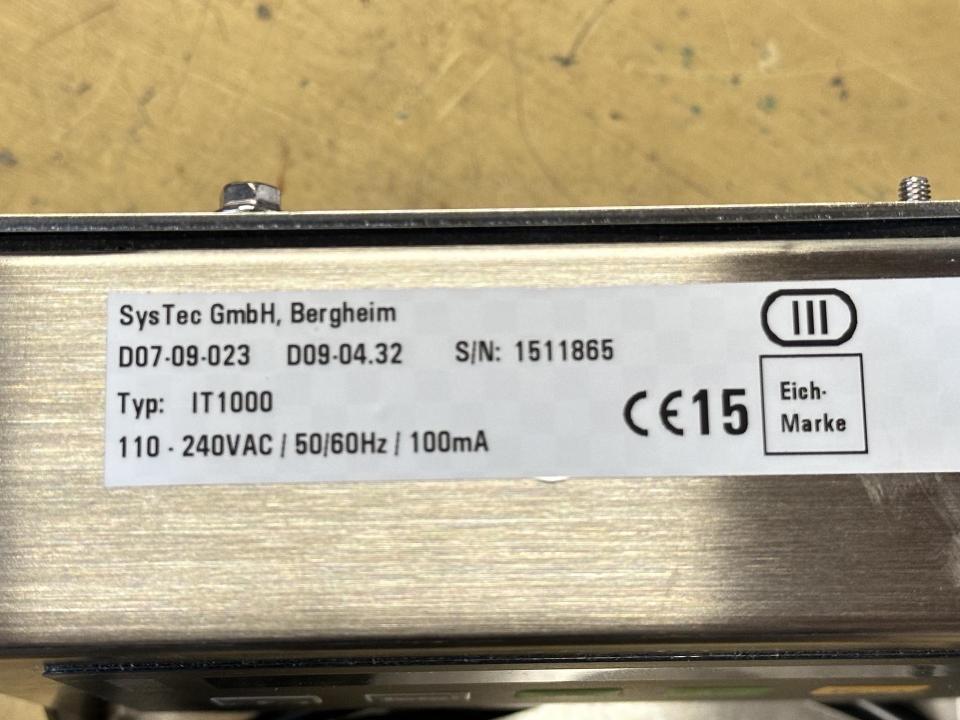 SysTec GmbH, Bergheim
D07-09-023 D09-04.32 S/N: 1511865
Typ: IT1000
110 - 240VAC / 50/60Hz / 100mA
CE15
III
Eich-
Marke